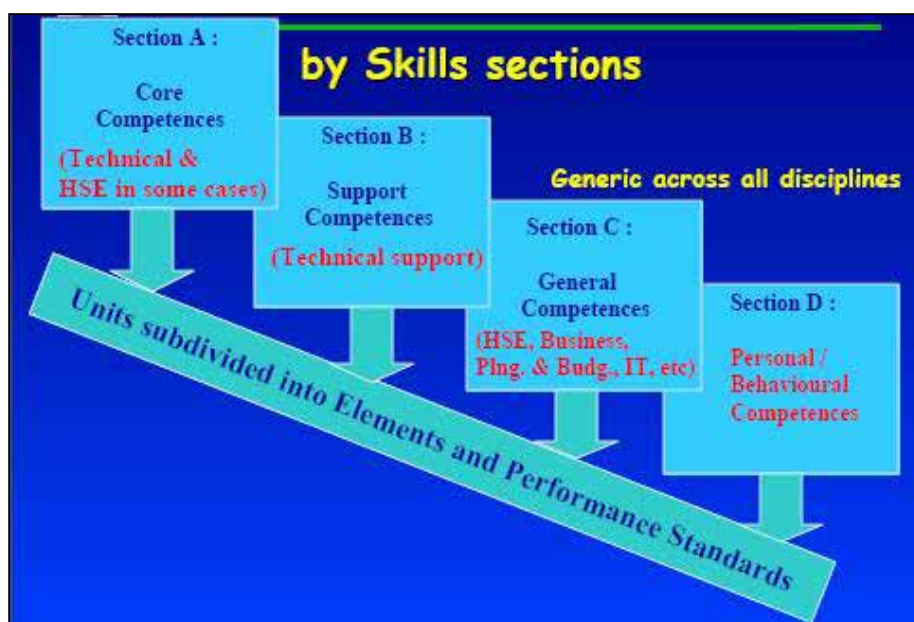 by Skills sections
Section A :
Core
Competences
(Technical &
HSE in some cases)
Section B :
Support
Competences
(Technical support)
Generic across all disciplines
Section C :
General
Competences
(HSE, Business,
Plng. & Budg., IT, etc)
Section D :
Personal /
Behavioural
Competences
Units subdivided into Elements and Performance Standards